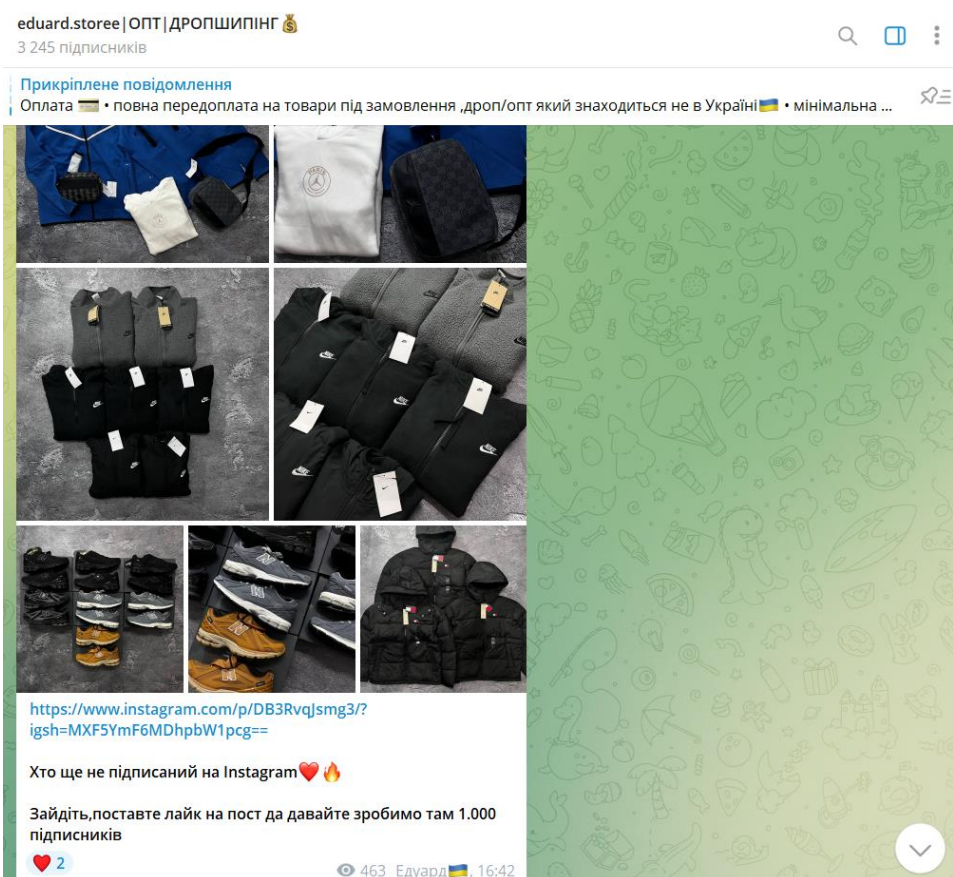 eduard.storee|ОПТ|ДРОПШИПІНГ💰
3 245 підписників
Прикріплене повідомлення
Оплата 💳 • повна передоплата на товари під замовлення ,дроп/опт який знаходиться не в Україні🇺🇦 • мінімальна ...
https://www.instagram.com/p/DB3RvqJsmg3/?
igsh=MXF5YmF6MDhpbW1pcg==
Хто ще не підписаний на Instagram❤️🔥
Зайдіть,поставте лайк на пост да давайте зробимо там 1.000
підписників
❤️ 2
463 Едуард🇺🇦, 16:42